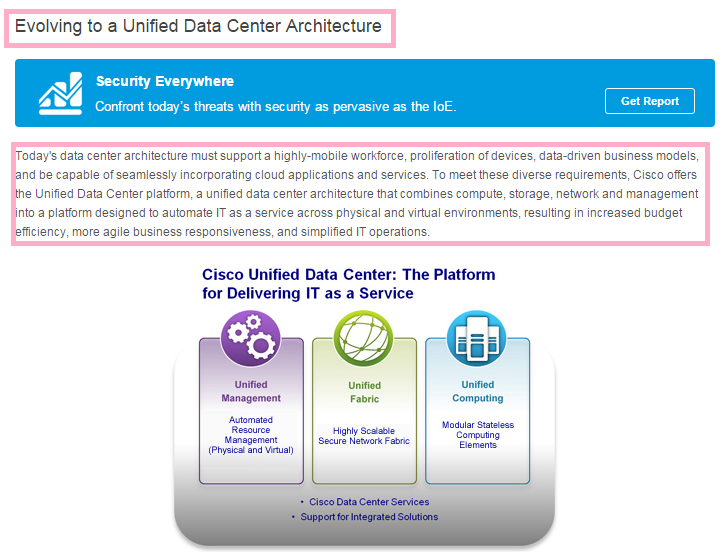 Evolving to a Unified Data Center Architecture
Security Everywhere
Confront today's threats with security as pervasive as the IoE.
Get Report
Today's data center architecture must support a highly-mobile workforce, proliferation of devices, data-driven business models,
and be capable of seamlessly incorporating cloud applications and services. To meet these diverse requirements, Cisco offers
the Unified Data Center platform, a unified data center architecture that combines compute, storage, network and management
into a platform designed to automate IT as a service across physical and virtual environments, resulting in increased budget
efficiency, more agile business responsiveness, and simplified IT operations.
Cisco Unified Data Center: The Platform
for Delivering IT as a Service
Unified
Management
Automated
Resource
Management
(Physical and Virtual)
Unified
Fabric
Highly Scalable
Secure Network Fabric
Unified
Computing
Modular Stateless
Computing
Elements
• Cisco Data Center Services
• Support for Integrated Solutions